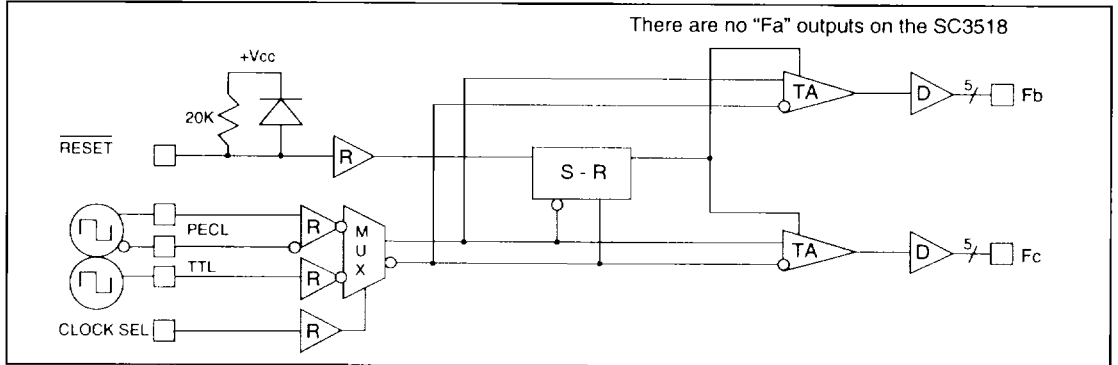 There are no "Fa" outputs on the SC3518
+Vcc
20K
RESET
R
S - R
TA
D
5
Fb
PECL
R
MUX
TTL
R
CLOCK SEL
R
TA
D
5
Fc